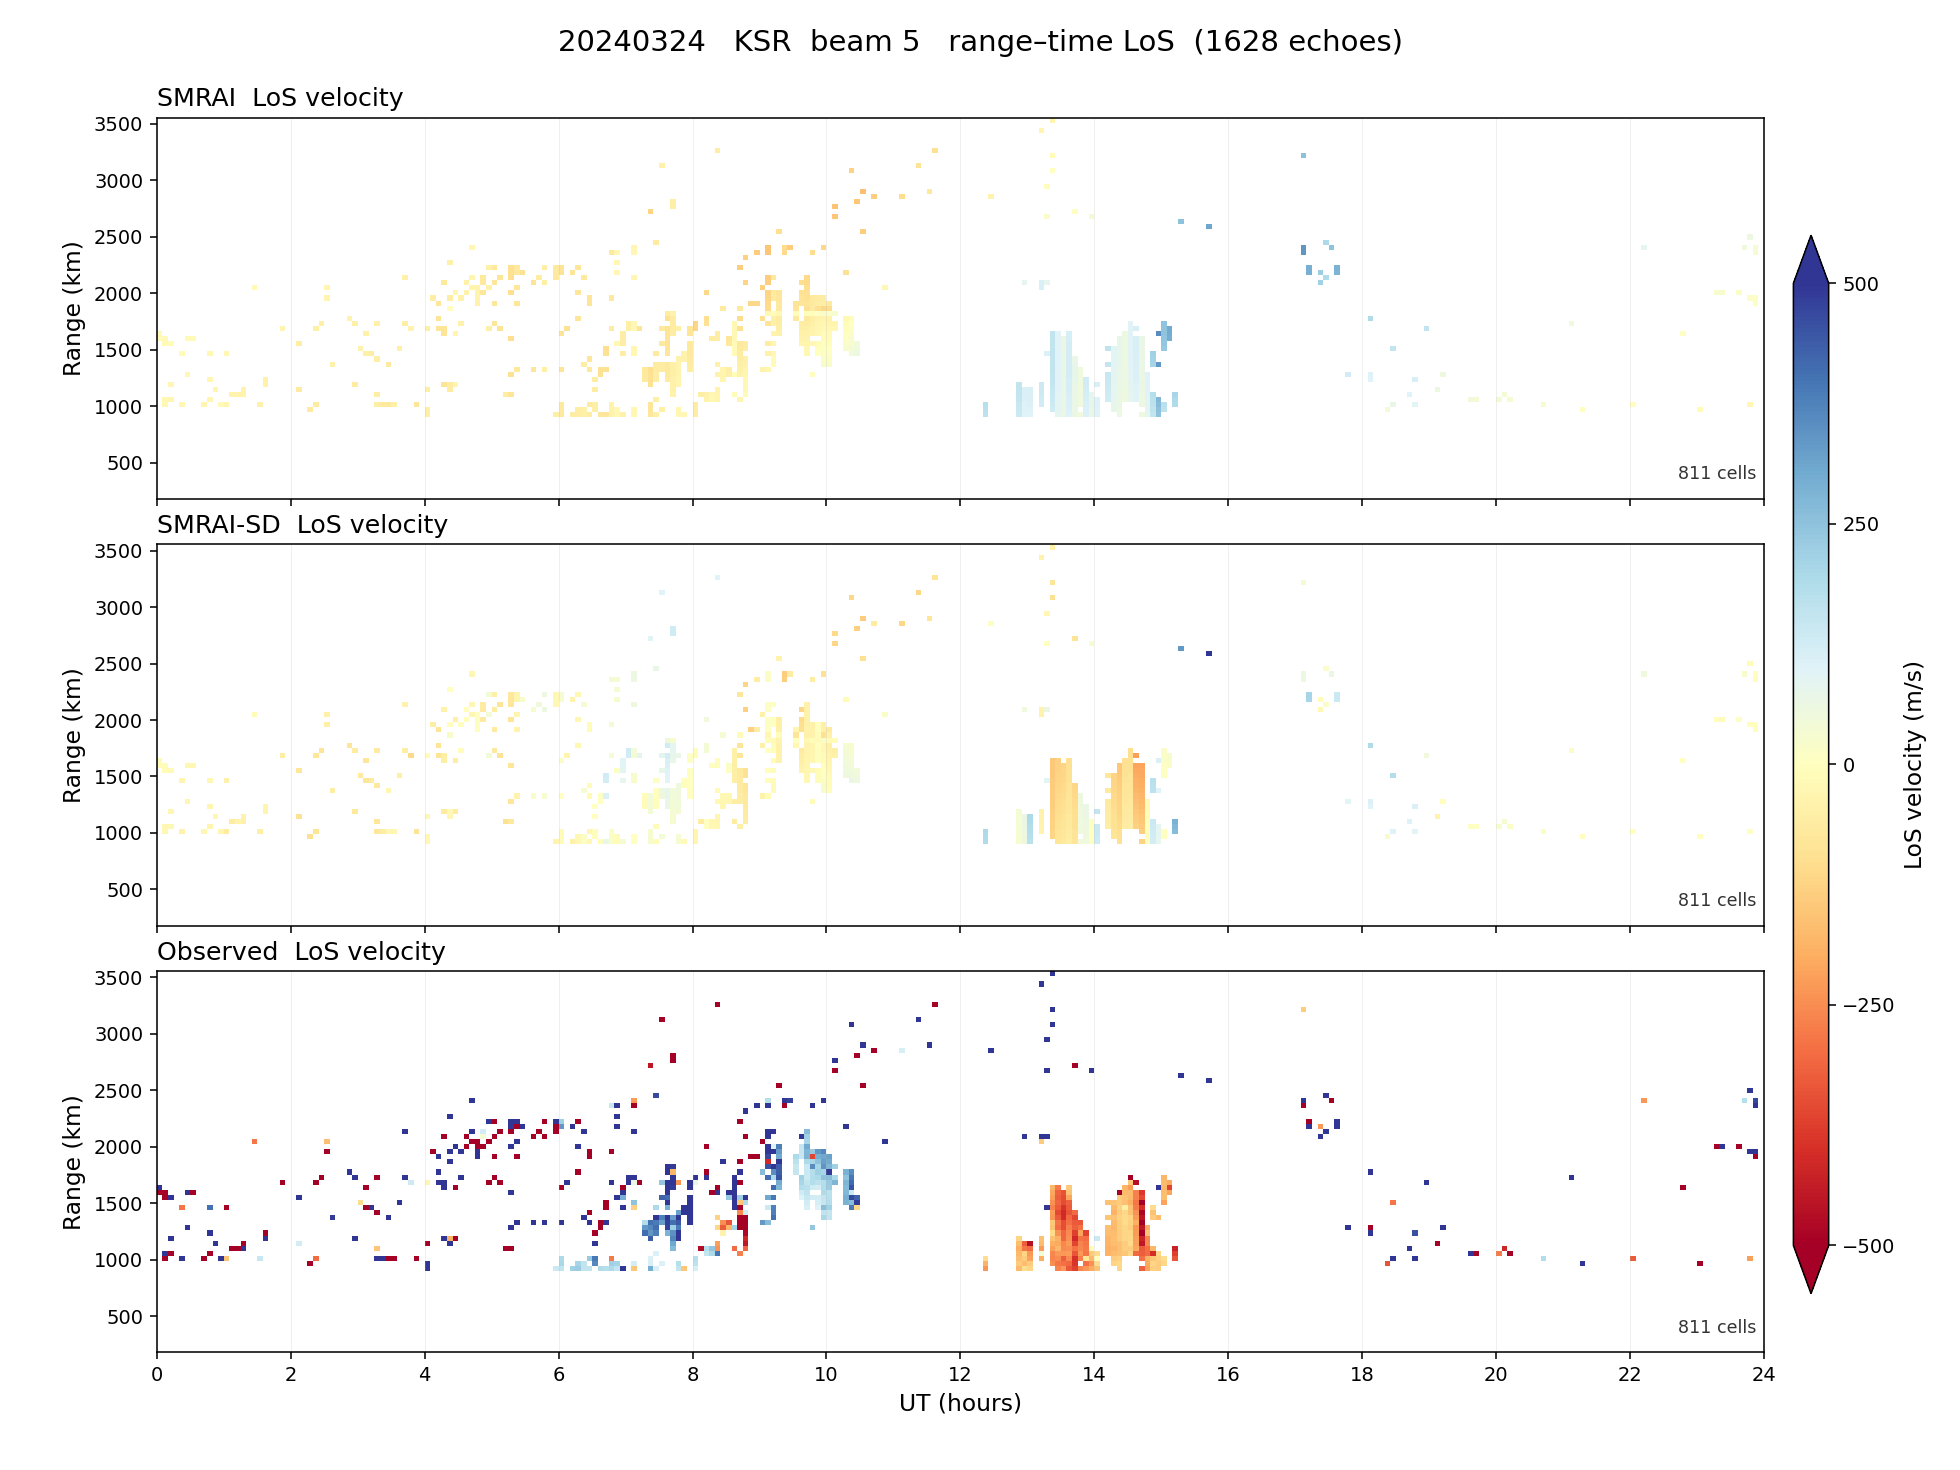 20240324   KSR  beam 5   range–time LoS  (1628 echoes)
SMRAI  LoS velocity
3500
3000
2500
2000
1500
1000
500
Range (km)
811 cells
SMRAI-SD  LoS velocity
3500
3000
2500
2000
1500
1000
500
Range (km)
811 cells
Observed  LoS velocity
3500
3000
2500
2000
1500
1000
500
Range (km)
811 cells
0 2 4 6 8 10 12 14 16 18 20 22 24
UT (hours)
500
250
0
−250
−500
LoS velocity (m/s)